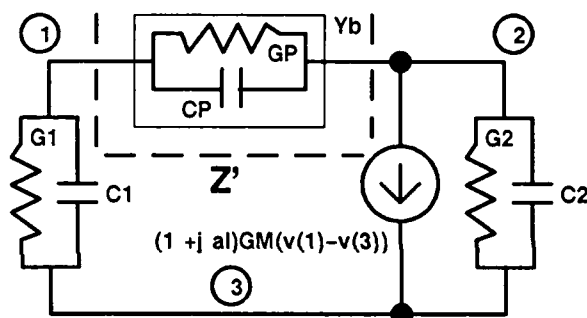 1
Yb
2
GP
CP
G1
C1
Z'
G2
C2
(1 +j al)GM(v(1)-v(3))
3